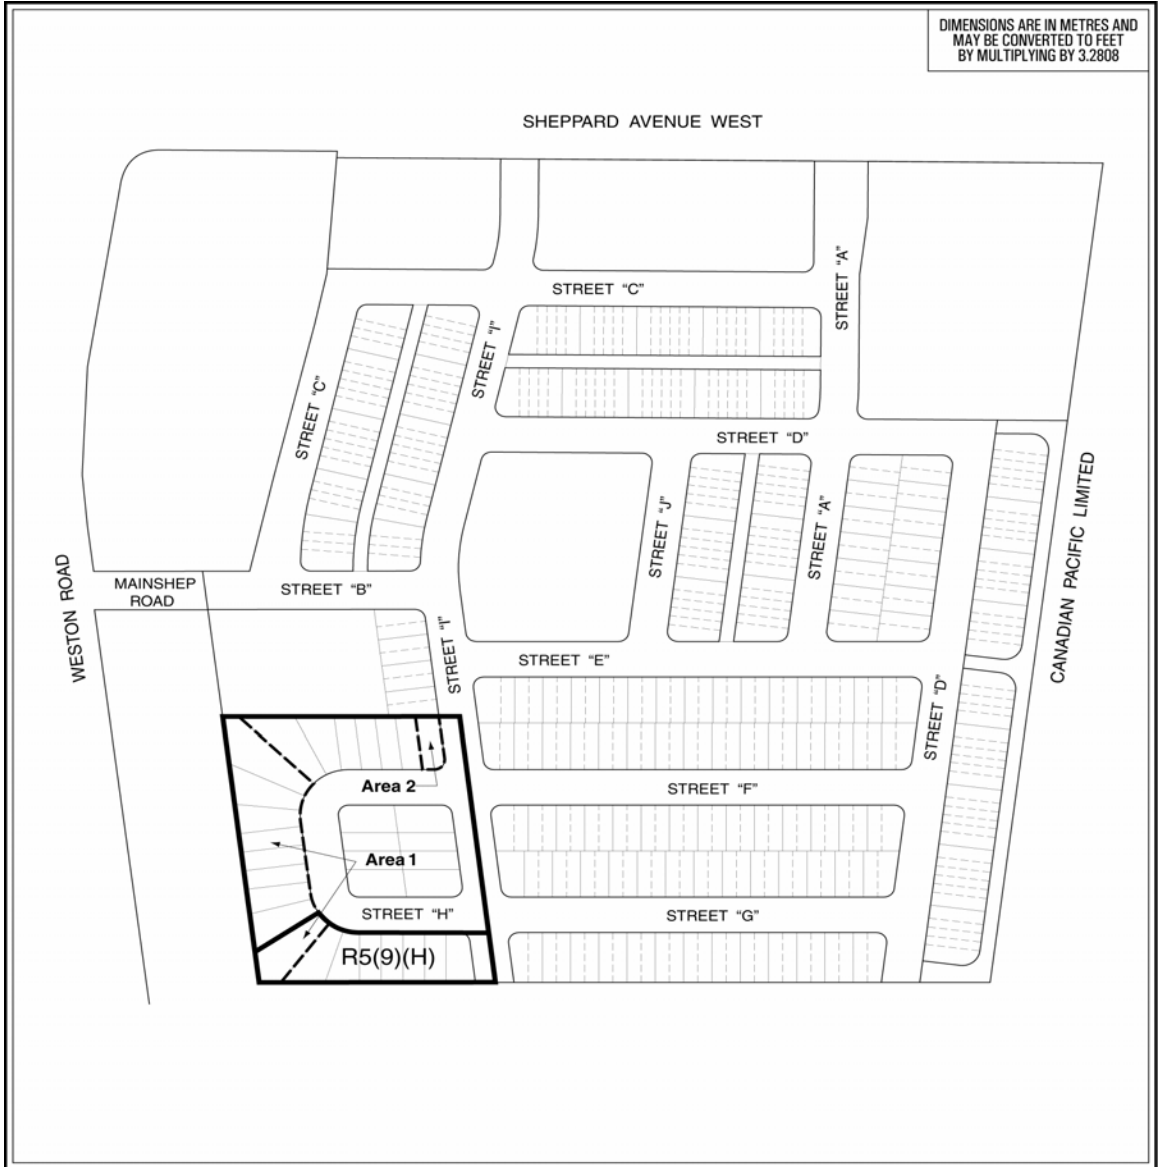 DIMENSIONS ARE IN METRES AND
MAY BE CONVERTED TO FEET
BY MULTIPLYING BY 3.2808
SHEPPARD AVENUE WEST
STREET "A"
STREET "C"
STREET "I"
STREET "C"
STREET "D"
CANADIAN PACIFIC LIMITED
STREET "J"
STREET "A"
WESTON ROAD
MAINSHEP
ROAD
STREET "B"
STREET "I"
STREET "E"
STREET "D"
Area 2
STREET "F"
Area 1
STREET "H"
STREET "G"
R5(9)(H)